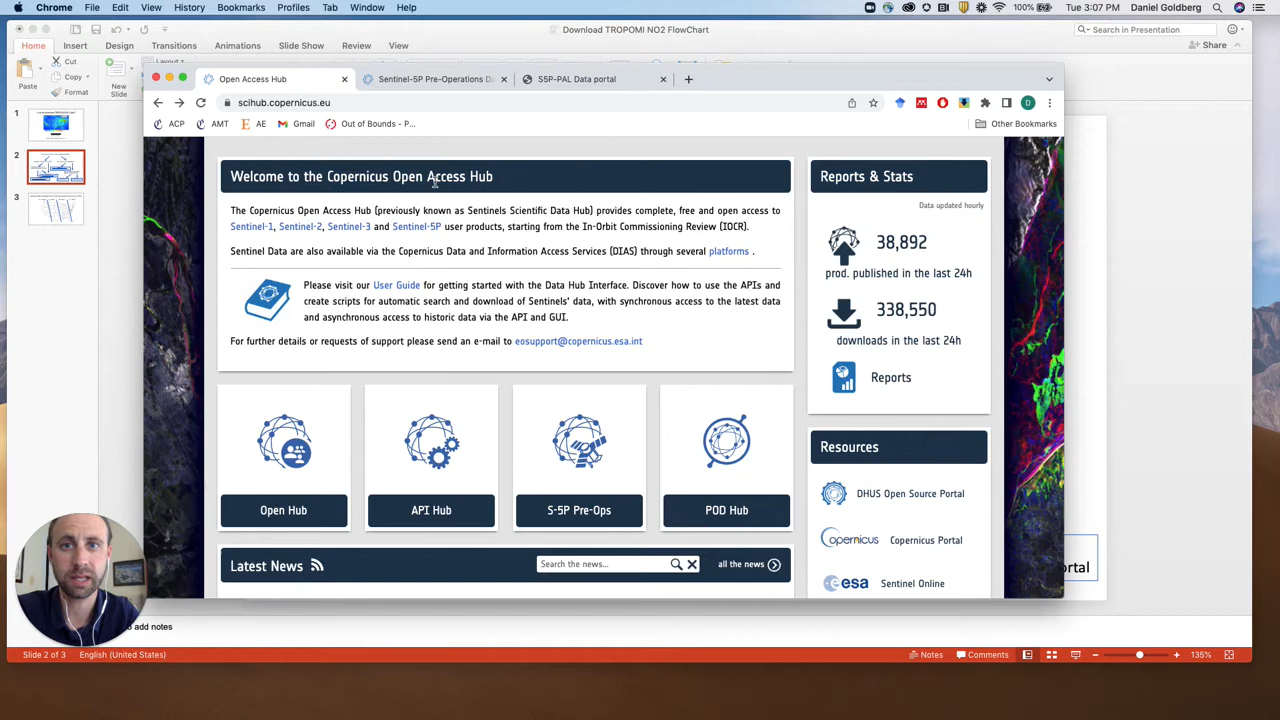 Chrome File Edit View History Bookmarks Profiles Tab Window Help 100% Tue 3:07 PM Daniel Goldberg
Download TROPOMI NO2 FlowChart
Search in Presentation
Home Insert Design Transitions Animations Slide Show Review View
Share
Paste
Cut
Copy
Format
New Slide
Open Access Hub
Sentinel-5P Pre-Operations D
S5P-PAL Data portal
scihub.copernicus.eu
D
ACP AMT AE Gmail Out of Bounds - P... Other Bookmarks
1
2
3
Welcome to the Copernicus Open Access Hub
The Copernicus Open Access Hub (previously known as Sentinels Scientific Data Hub) provides complete, free and open access to
Sentinel-1, Sentinel-2, Sentinel-3 and Sentinel-5P user products, starting from the In-Orbit Commissioning Review (IOCR).
Sentinel Data are also available via the Copernicus Data and Information Access Services (DIAS) through several platforms .
Please visit our User Guide for getting started with the Data Hub Interface. Discover how to use the APIs and
create scripts for automatic search and download of Sentinels' data, with synchronous access to the latest data
and asynchronous access to historic data via the API and GUI.
For further details or requests of support please send an e-mail to eosupport@copernicus.esa.int
Open Hub
API Hub
S-5P Pre-Ops
POD Hub
Latest News
Search the news...
all the news
Reports & Stats
Data updated hourly
38,892
prod. published in the last 24h
338,550
downloads in the last 24h
Reports
Resources
DHUS Open Source Portal
Copernicus
Copernicus Portal
esa
Sentinel Online
ortal
o add notes
Slide 2 of 3 English (United States) Notes Comments 135%